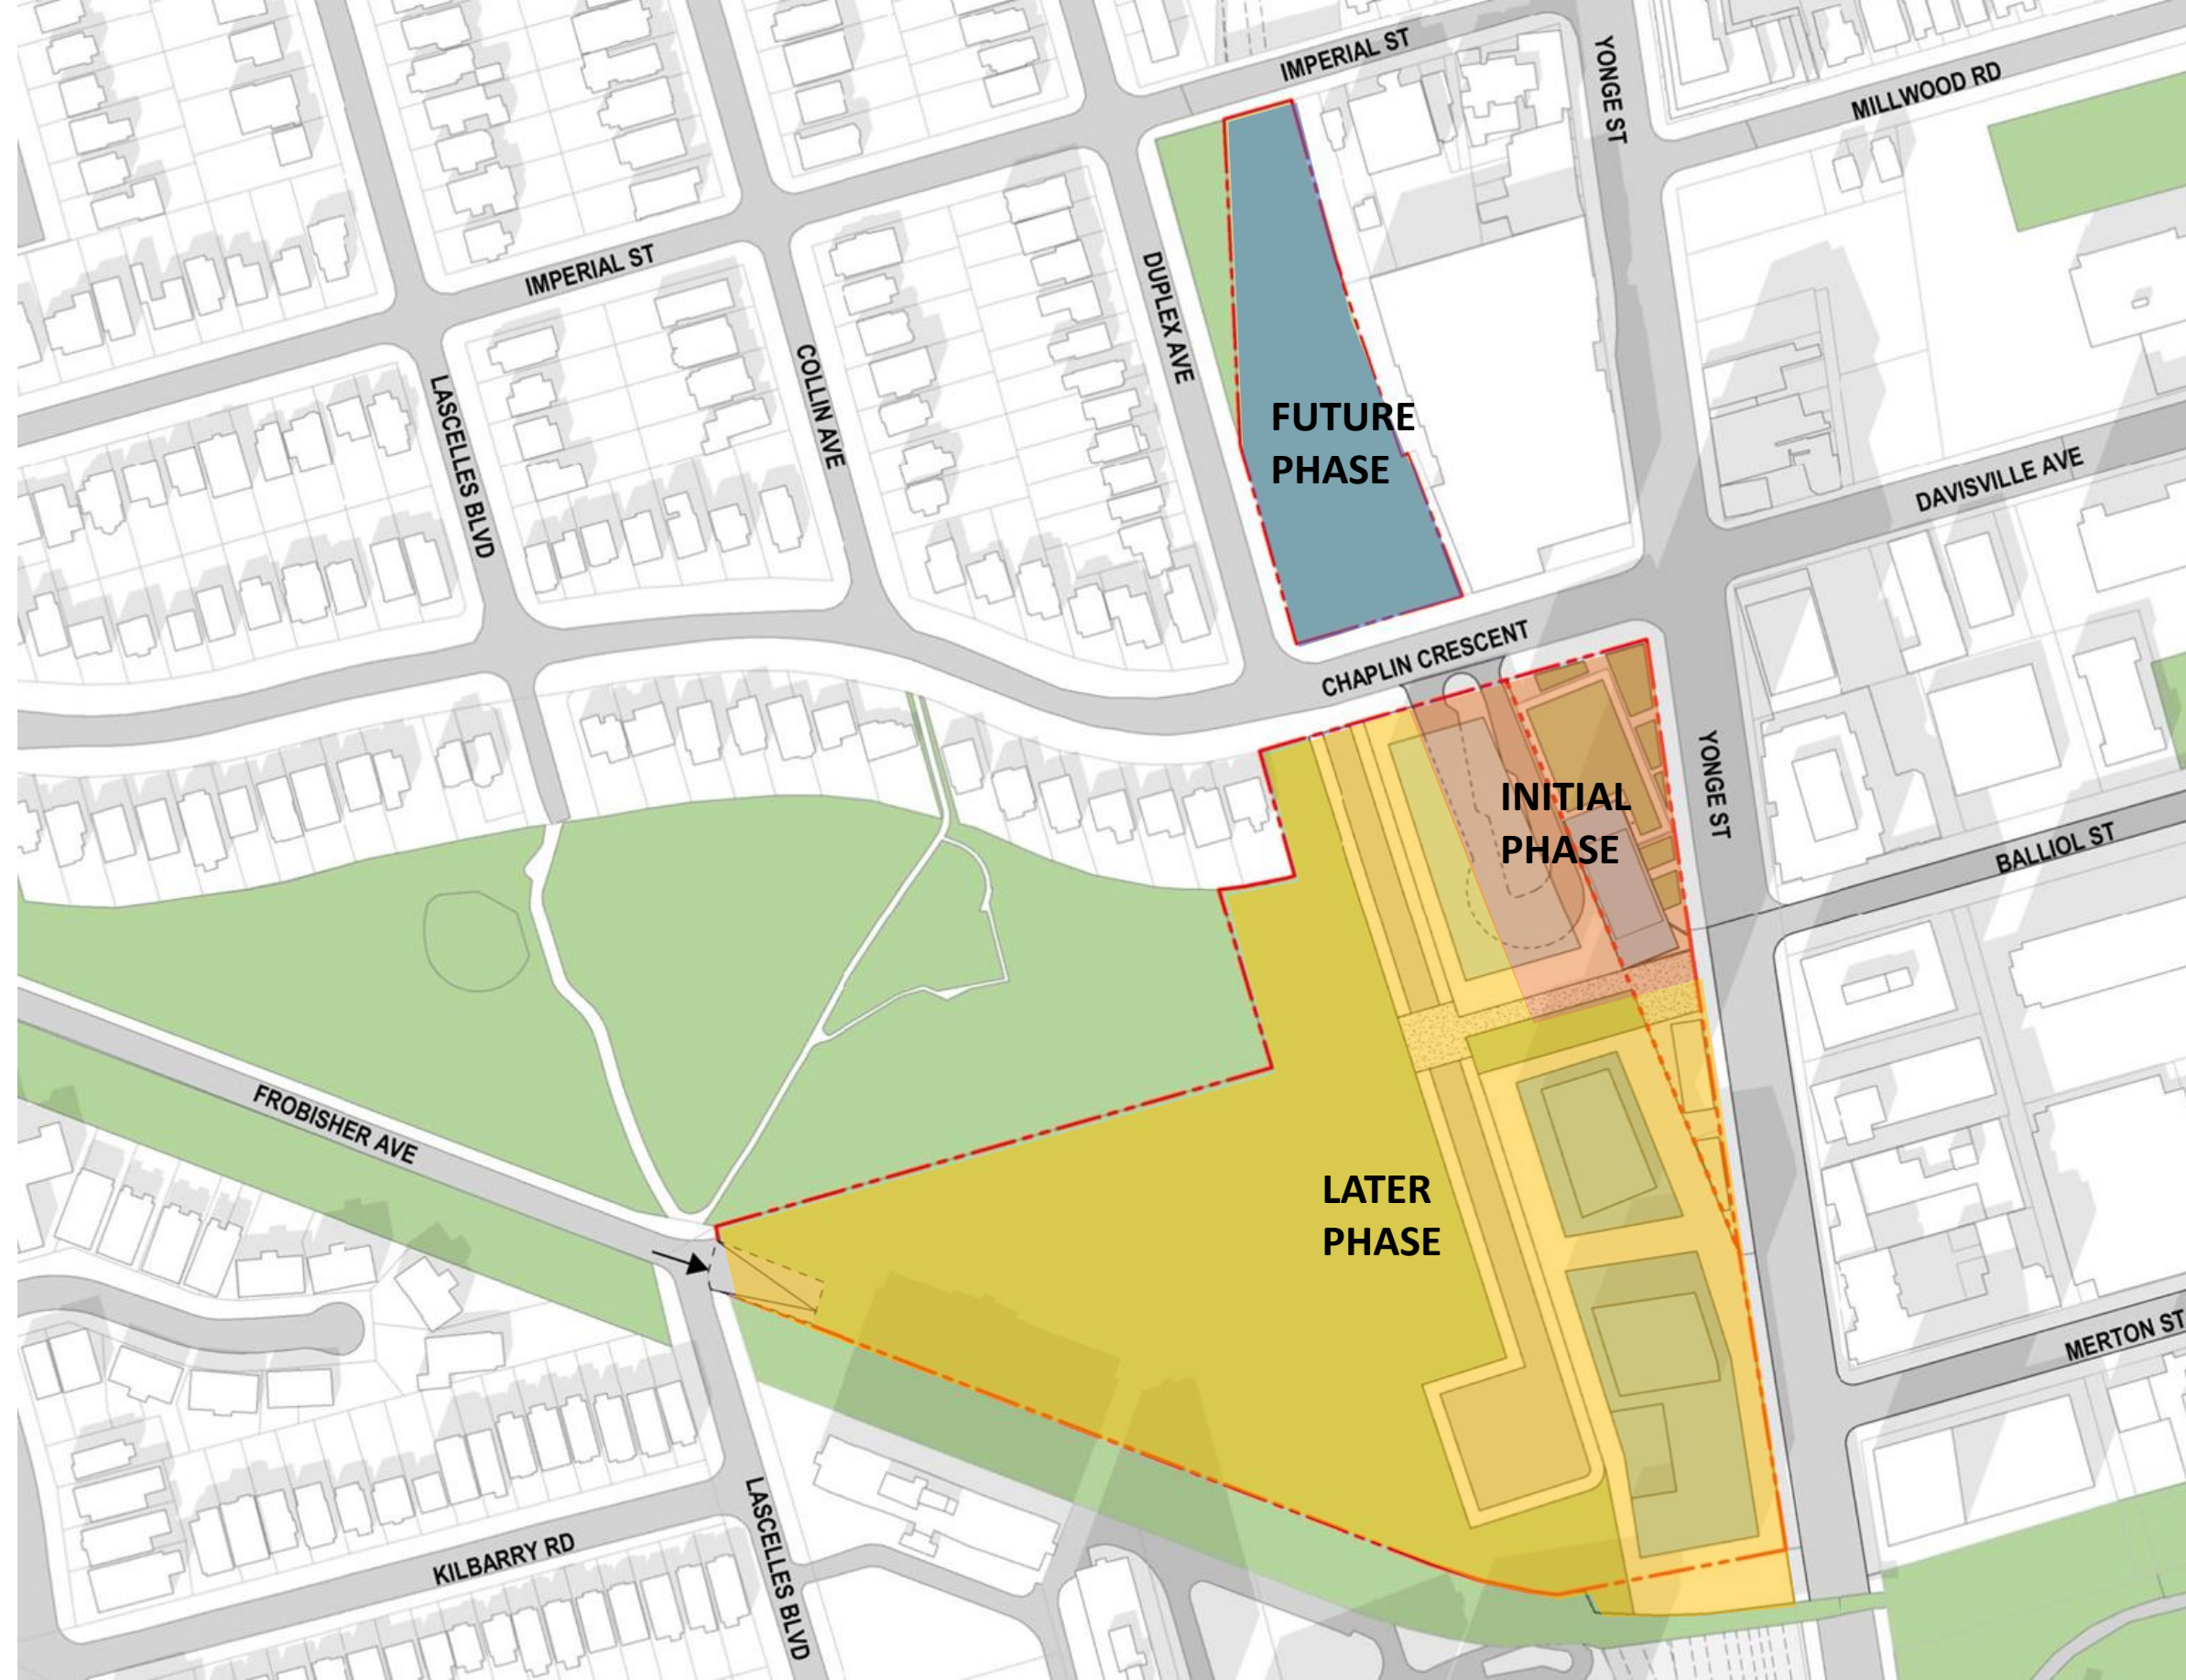 IMPERIAL ST
YONGE ST
MILLWOOD RD
IMPERIAL ST
DUPLEX AVE
COLLIN AVE
LASCELLES BLVD
FUTURE
PHASE
DAVISVILLE AVE
CHAPLIN CRESCENT
YONGE ST
INITIAL
PHASE
BALLIOL ST
FROBISHER AVE
LATER
PHASE
MERTON ST
LASCELLES BLVD
KILBARRY RD